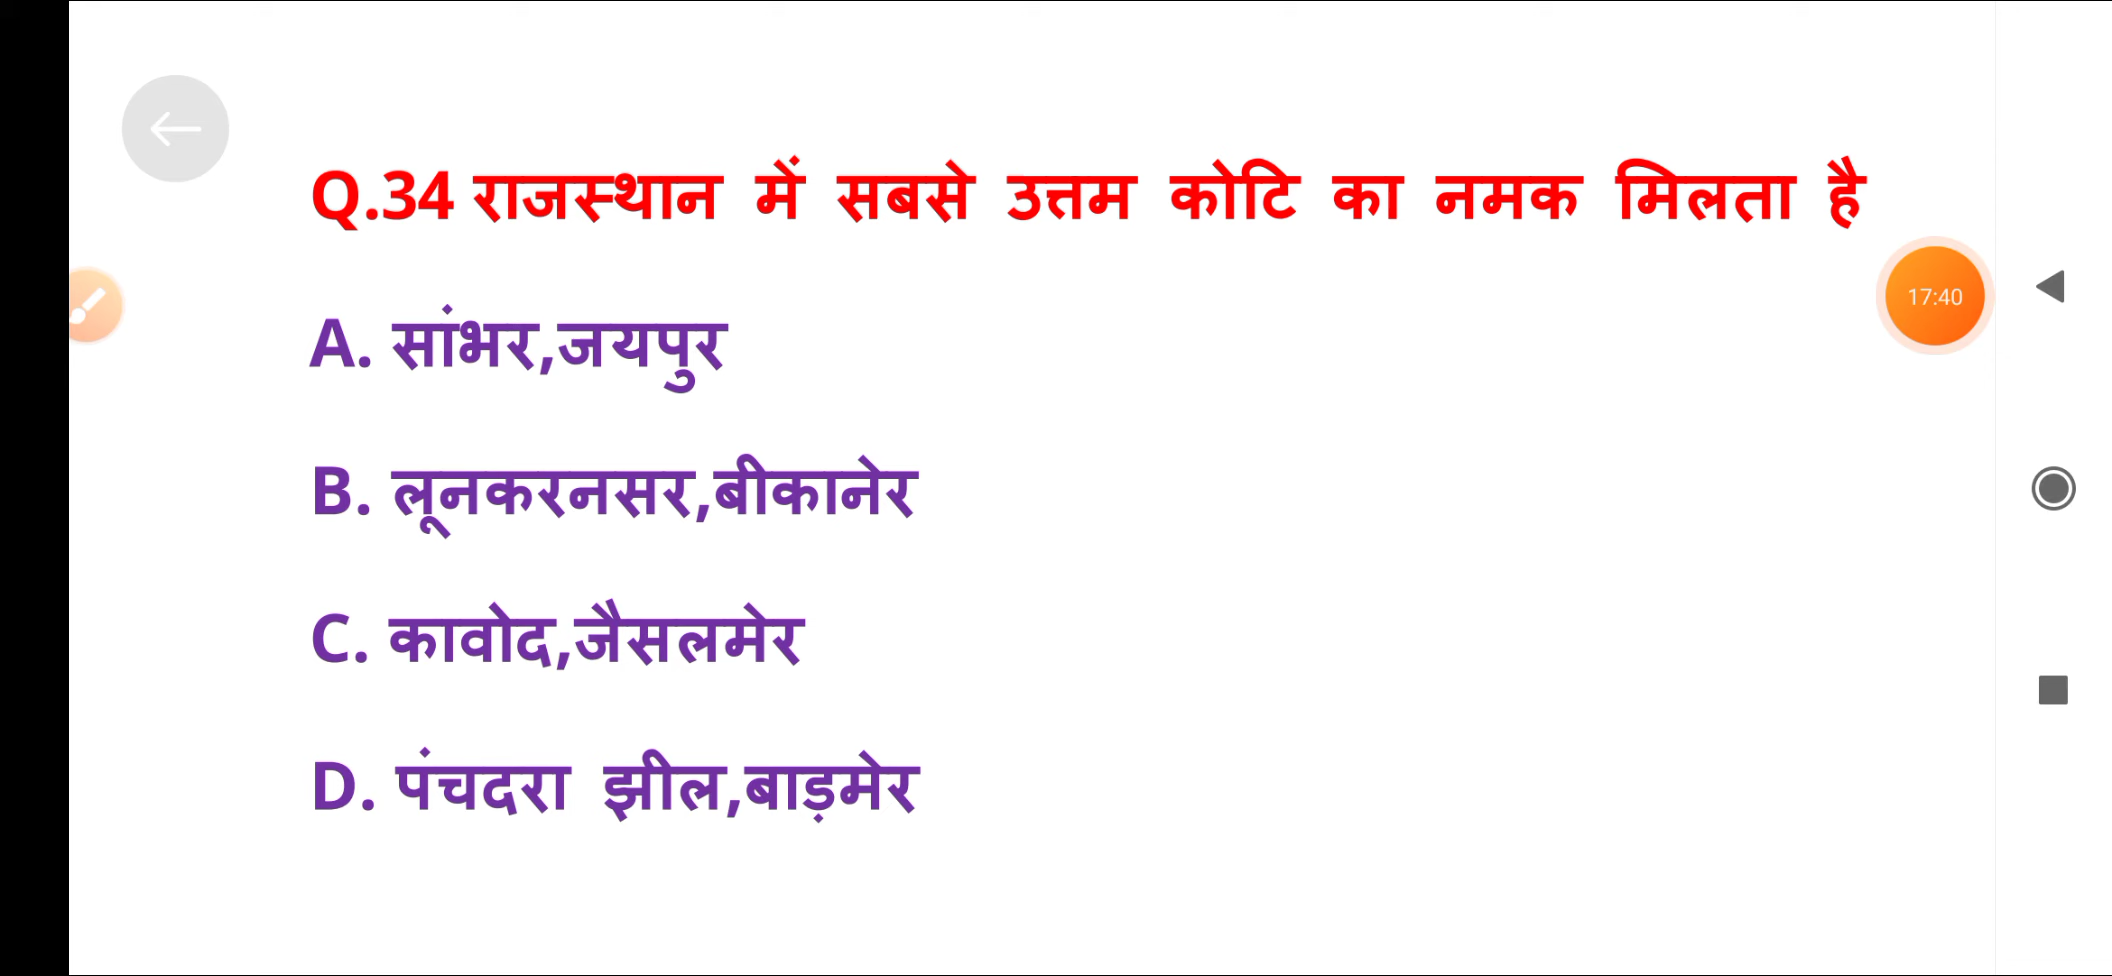 Q.34 राजस्थान में सबसे उत्तम कोटि का नमक मिलता है
17:40
A. सांभर,जयपुर
B. लूनकरनसर,बीकानेर
C. कावोद,जैसलमेर
D. पंचदरा झील,बाड़मेर